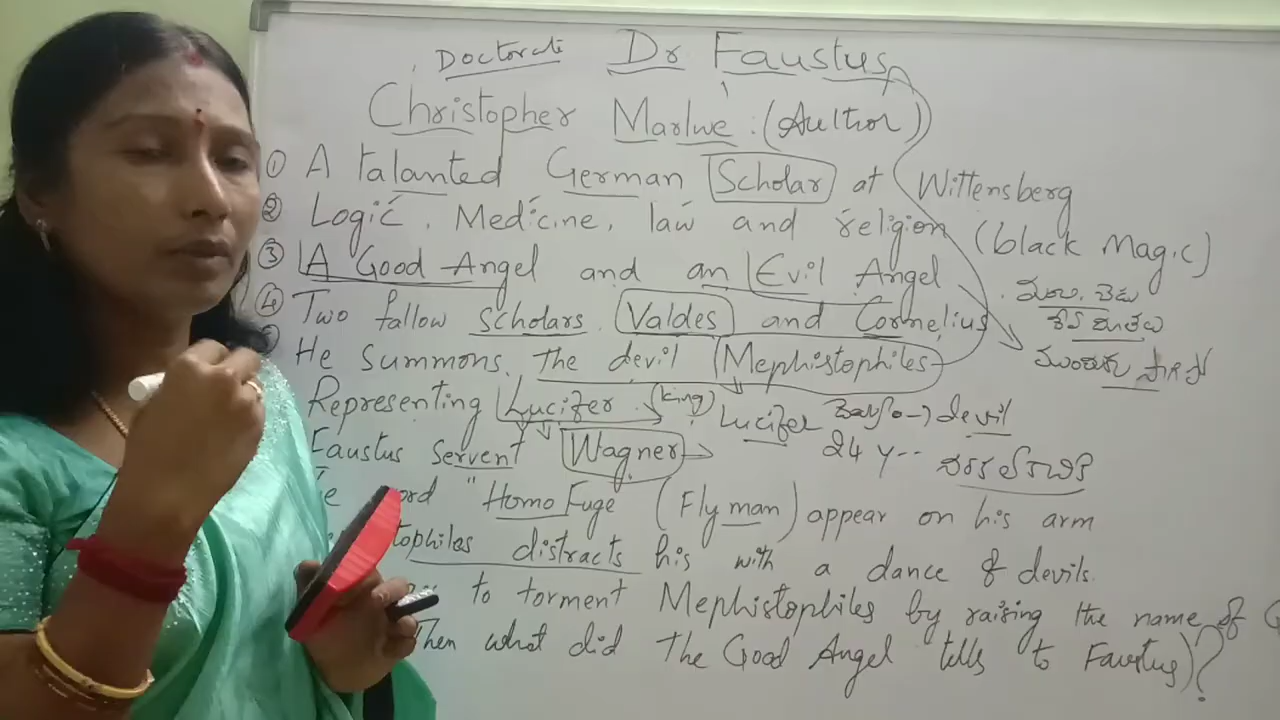 Doctorate Dr Faustus
Christopher Marlwe : (Author)
① A talanted German Scholar at Wittensberg
② Logic, Medicine, law and religion (black Magic)
③ A Good Angel and an Evil Angel
④ Two fallow scholars Valdes and Cornelius
He summons, the devil Mephistophiles
Representing Lucifer. (king) Lucifer → devil
Faustus servent Wagner → 24 y--
"Homo Fuge (Fly man) appear on his arm
distracts his with a dance of devils.
to torment Mephistophiles by raising the name of
Then what did The Good Angel tells to Faustus)?